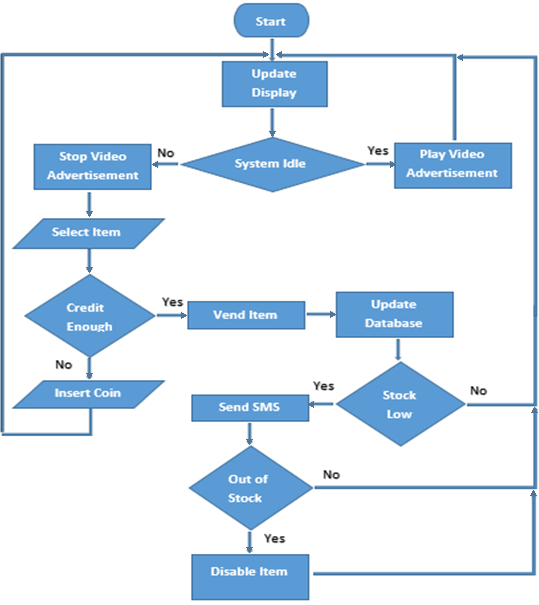 Start
Update
Display
System Idle
No
Yes
Stop Video
Advertisement
Play Video
Advertisement
Select Item
Credit
Enough
Yes
Vend Item
Update
Database
No
Insert Coin
Stock
Low
Yes
No
Send SMS
Out of
Stock
No
Yes
Disable Item